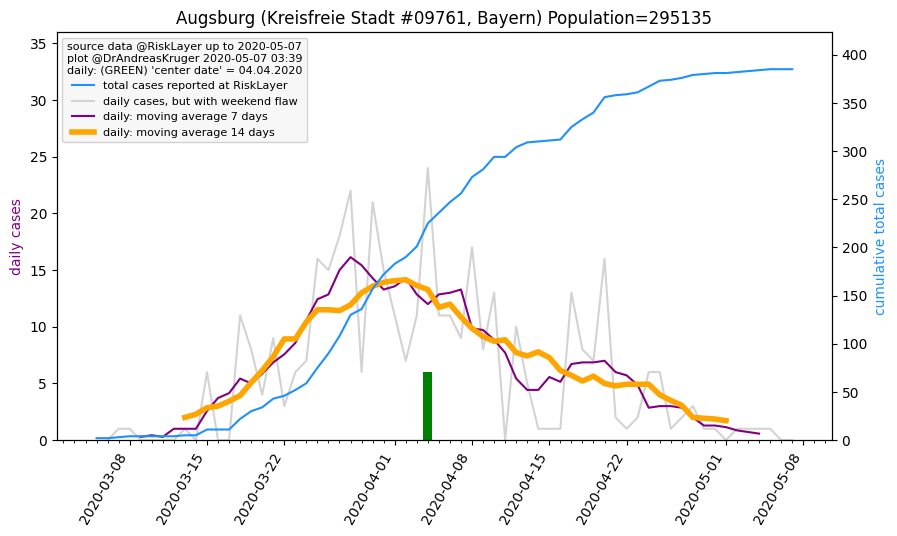 Augsburg (Kreisfreie Stadt #09761, Bayern) Population=295135
source data @RiskLayer up to 2020-05-07
plot @DrAndreasKruger 2020-05-07 03:39
daily: (GREEN) 'center date' = 04.04.2020
total cases reported at RiskLayer
daily cases, but with weekend flaw
daily: moving average 7 days
daily: moving average 14 days
daily cases
35
30
25
20
15
10
5
0
cumulative total cases
400
350
300
250
200
150
100
50
0
2020-03-08
2020-03-15
2020-03-22
2020-04-01
2020-04-08
2020-04-15
2020-04-22
2020-05-01
2020-05-08